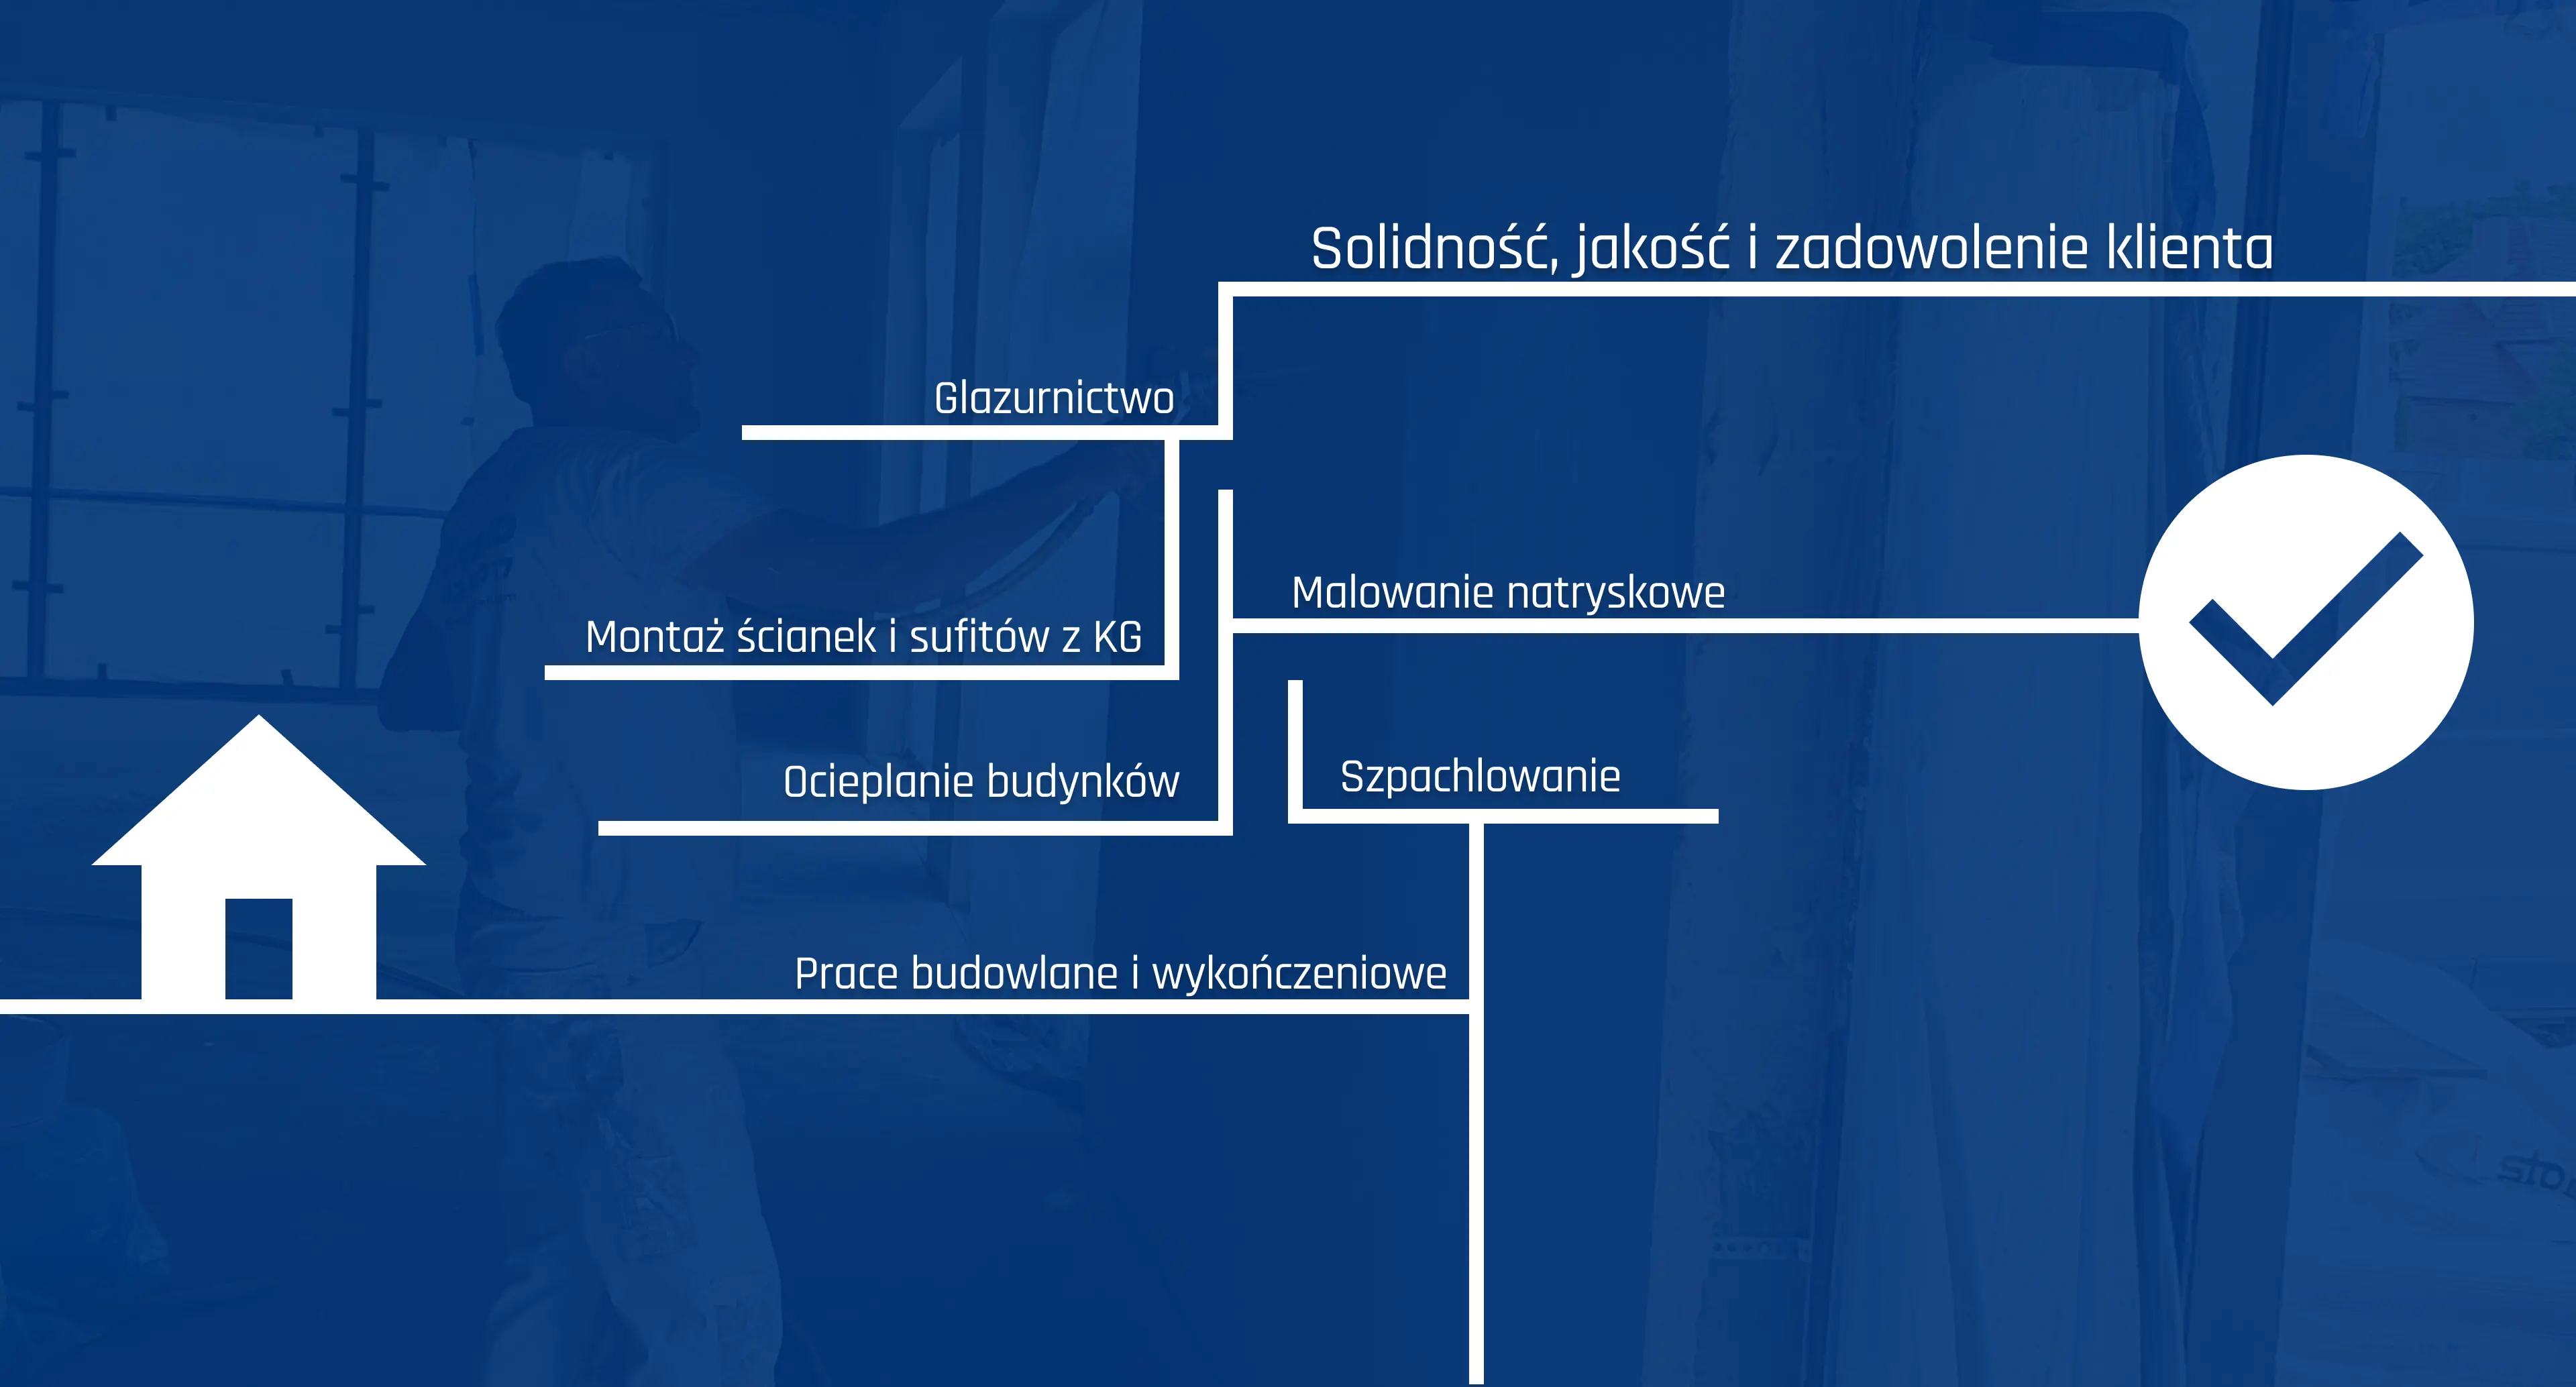 Solidność, jakość i zadowolenie klienta
Glazurnictwo
Malowanie natryskowe
Montaż ścianek i sufitów z KG
Szpachlowanie
Ocieplanie budynków
Prace budowlane i wykończeniowe